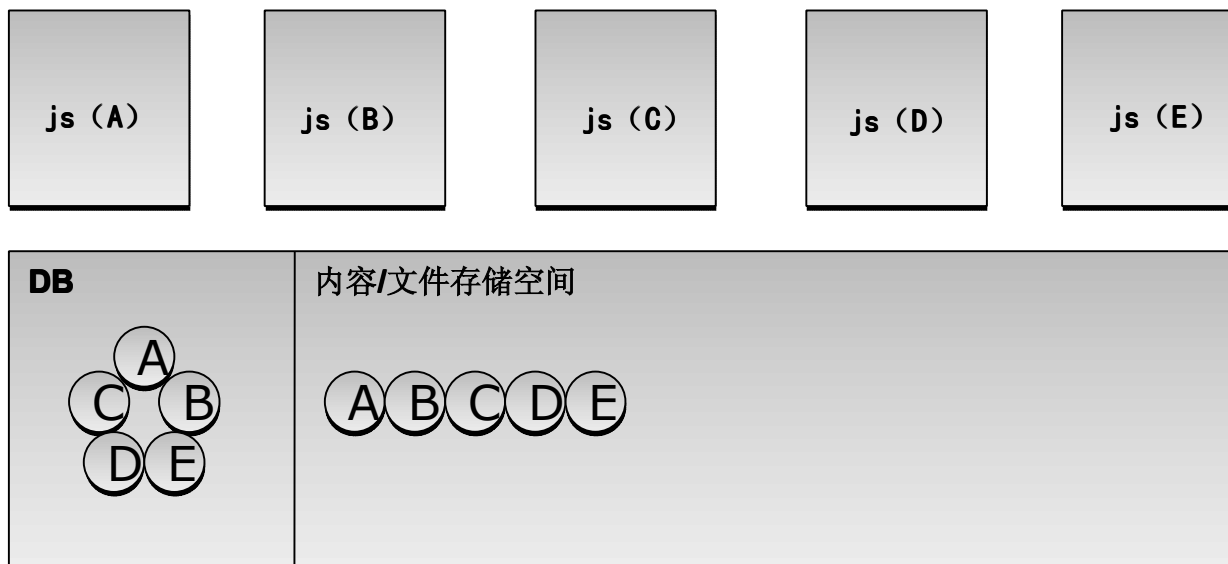 js（A） js（B） js（C） js（D） js（E）
DB 内容/文件存储空间
A
C B A B C D E
D E